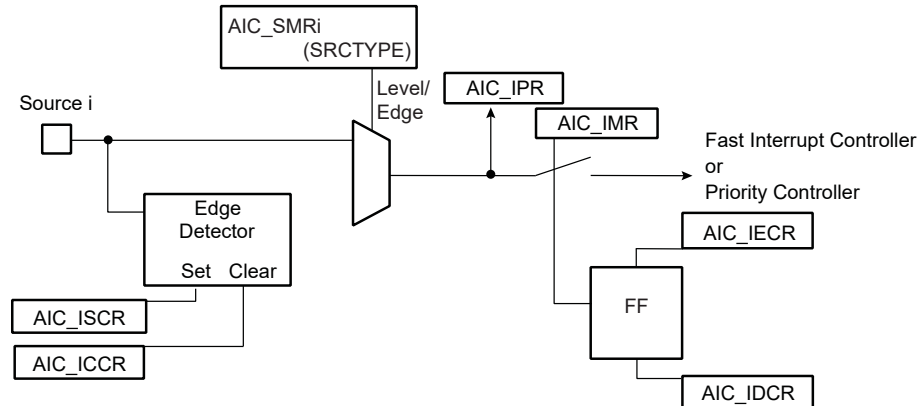 AIC_SMRi
(SRCTYPE)
Level/
Edge
AIC_IPR
Source i
AIC_IMR
Fast Interrupt Controller
or
Priority Controller
Edge
Detector
Set Clear
AIC_IECR
FF
AIC_ISCR
AIC_ICCR
AIC_IDCR